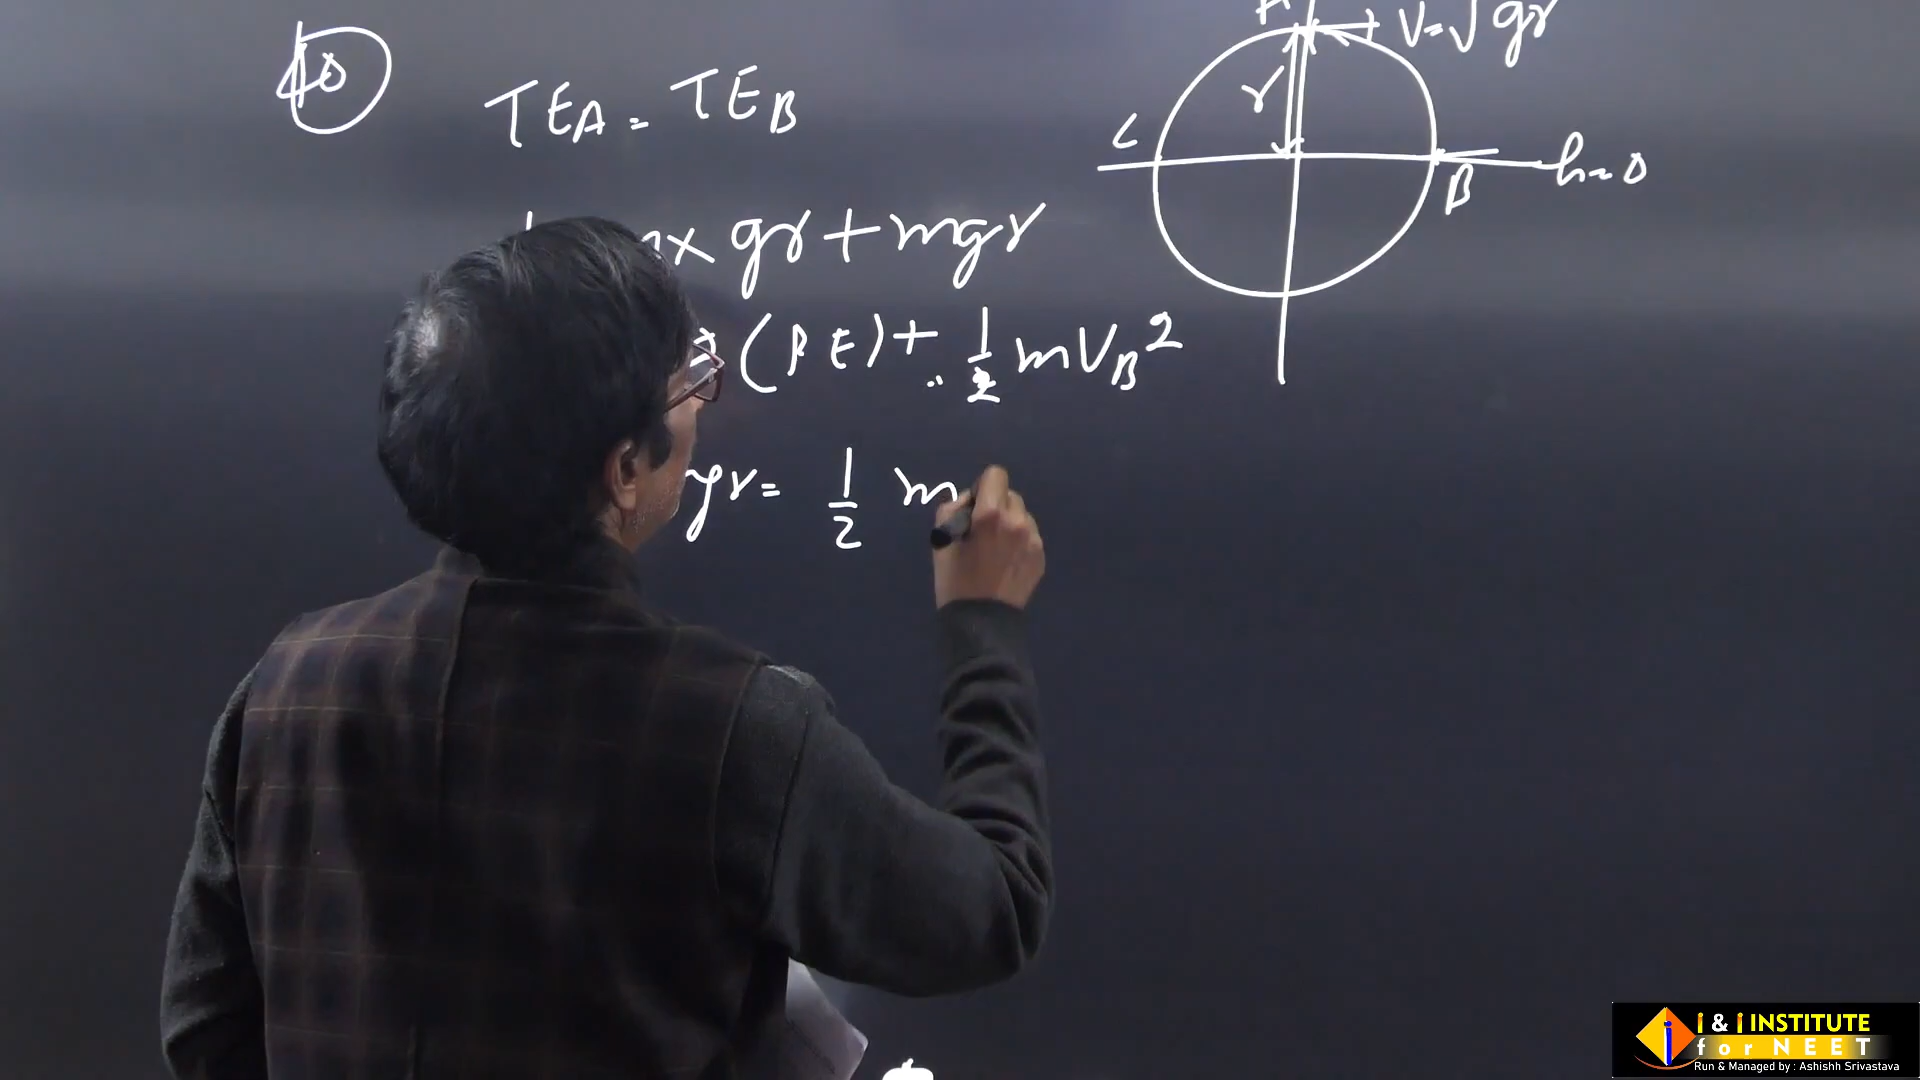 10
TEA = TEB
gr + mgr
(PE) + 1/2 mVB²
gr = 1/2 m
A
V = √gr
r
C
B
h = 0
i & i INSTITUTE
for NEET
Run & Managed by : Ashishh Srivastava